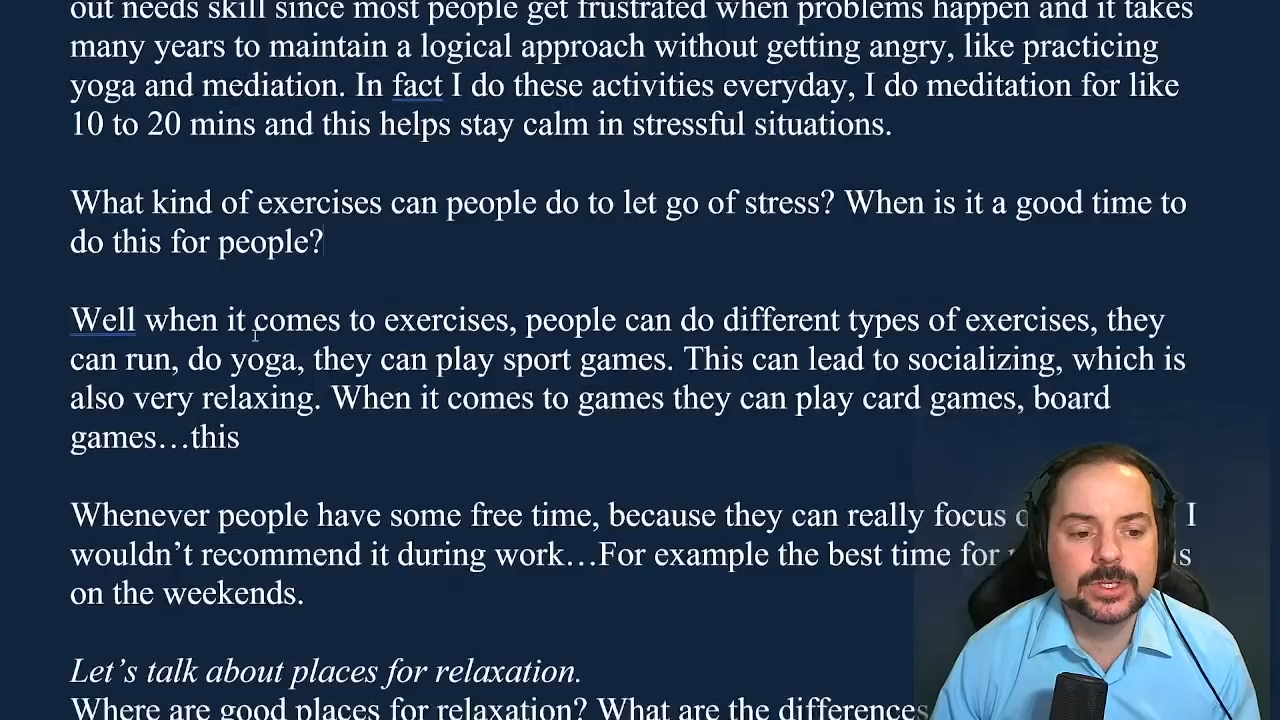 out needs skill since most people get frustrated when problems happen and it takes
many years to maintain a logical approach without getting angry, like practicing
yoga and mediation. In fact I do these activities everyday, I do meditation for like
10 to 20 mins and this helps stay calm in stressful situations.
What kind of exercises can people do to let go of stress? When is it a good time to
do this for people?
Well when it comes to exercises, people can do different types of exercises, they
can run, do yoga, they can play sport games. This can lead to socializing, which is
also very relaxing. When it comes to games they can play card games, board
games…this
Whenever people have some free time, because they can really focus I
wouldn’t recommend it during work…For example the best time for
on the weekends.
Let’s talk about places for relaxation.
Where are good places for relaxation? What are the differences